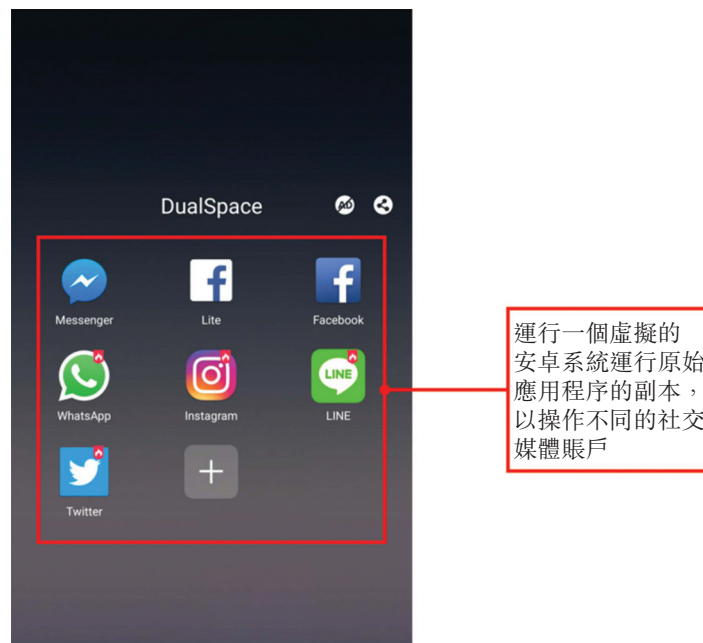 DualSpace AD
Messenger Lite Facebook
LINE
WhatsApp Instagram LINE
Twitter
運行一個虛擬的
安卓系統運行原始
應用程序的副本，
以操作不同的社交
媒體賬戶